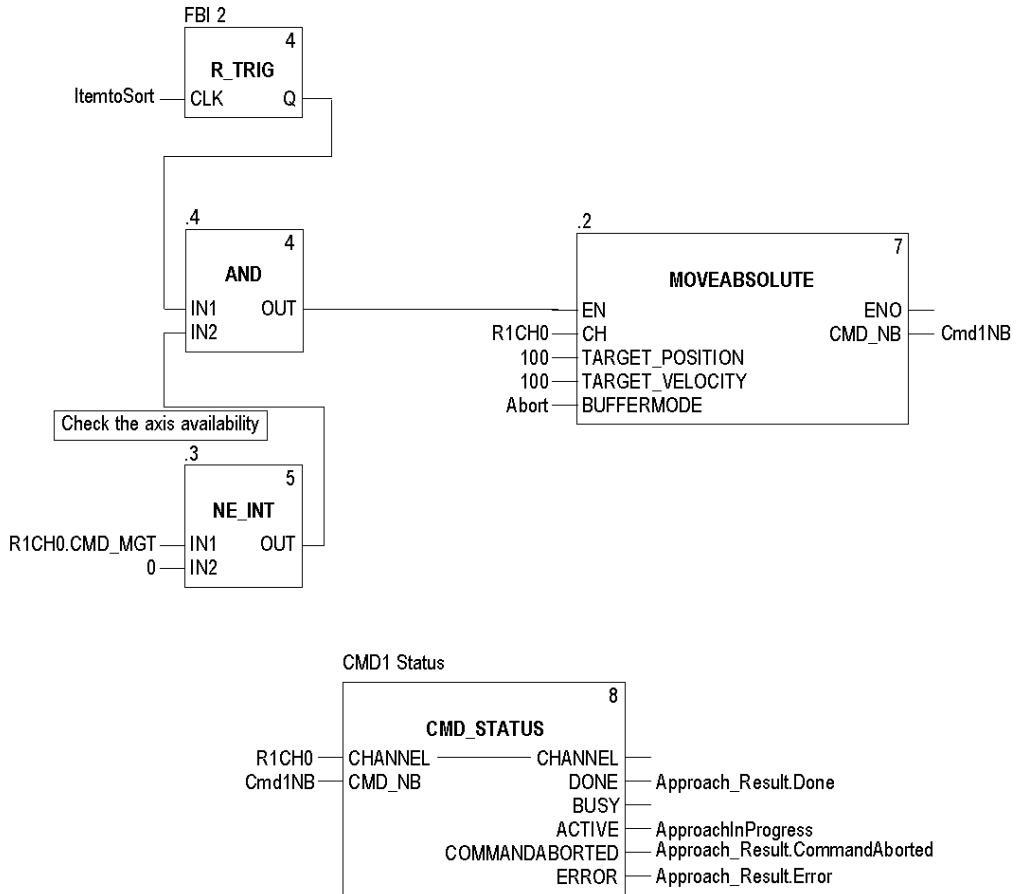 FBI 2
4
R_TRIG
ItemtoSort CLK Q
.4
4
AND
IN1 OUT
IN2
.2
7
MOVEABSOLUTE
EN ENO
R1CH0 CH CMD_NB Cmd1NB
100 TARGET_POSITION
100 TARGET_VELOCITY
Abort BUFFERMODE
Check the axis availability
.3
5
NE_INT
R1CH0.CMD_MGT IN1 OUT
0 IN2
CMD1 Status
8
CMD_STATUS
R1CH0 CHANNEL CHANNEL
Cmd1NB CMD_NB DONE Approach_Result.Done
BUSY
ACTIVE ApproachInProgress
COMMANDABORTED Approach_Result.CommandAborted
ERROR Approach_Result.Error